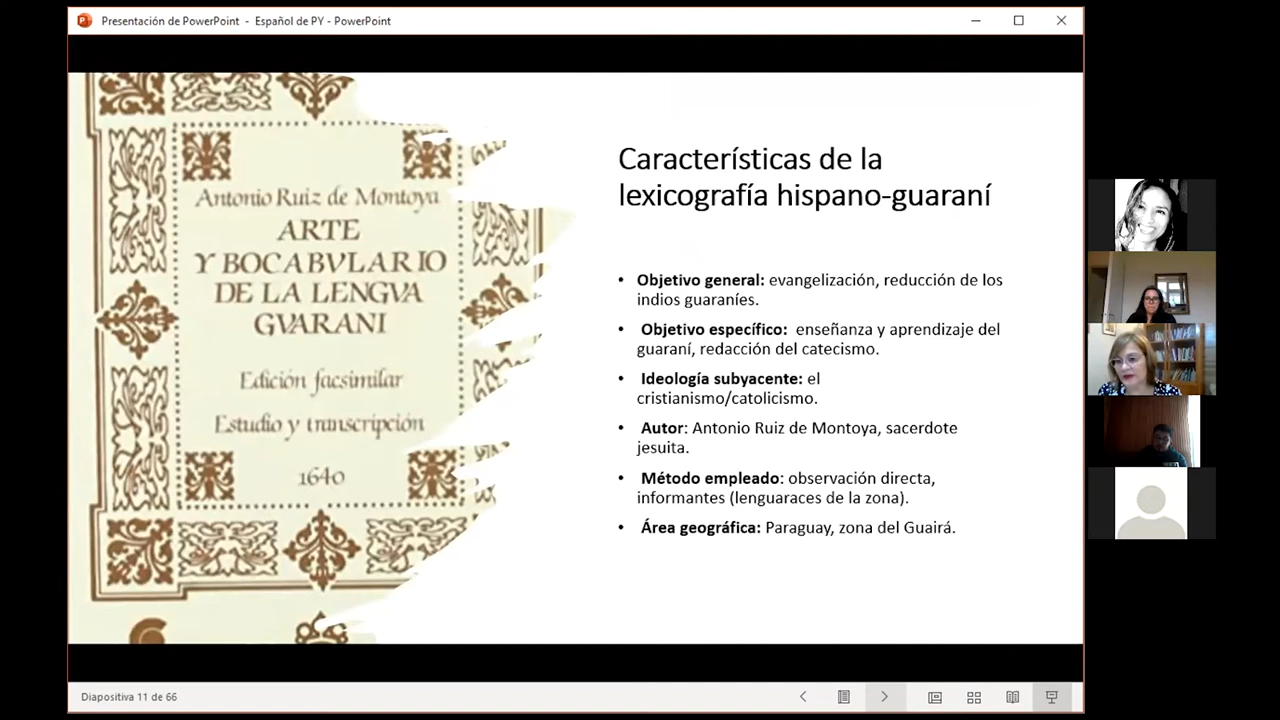 Presentación de PowerPoint - Español de PY - PowerPoint
Antonio Ruiz de Montoya
ARTE
Y BOCABVLARIO
DE LA LENGVA
GVARANI
Edición facsimilar
Estudio y transcripción
1640
Características de la
lexicografía hispano-guaraní
• Objetivo general: evangelización, reducción de los
indios guaraníes.
• Objetivo específico: enseñanza y aprendizaje del
guaraní, redacción del catecismo.
• Ideología subyacente: el
cristianismo/catolicismo.
• Autor: Antonio Ruiz de Montoya, sacerdote
jesuita.
• Método empleado: observación directa,
informantes (lenguaraces de la zona).
• Área geográfica: Paraguay, zona del Guairá.
Diapositiva 11 de 66